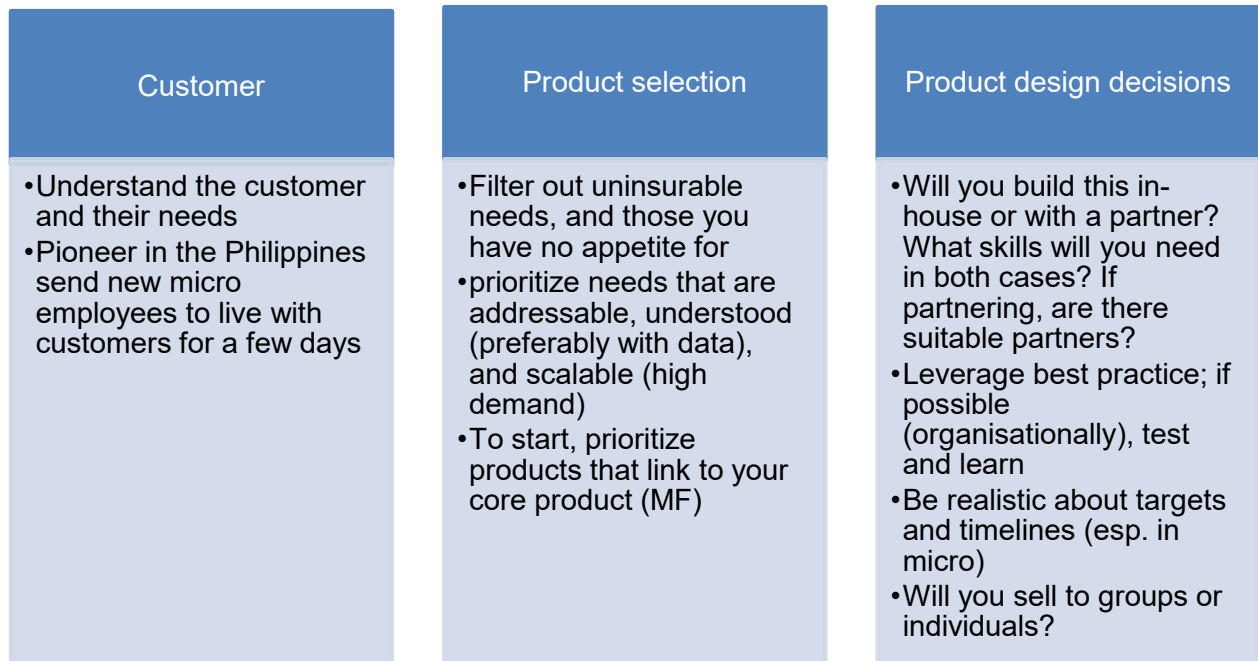 Customer
•Understand the customer
and their needs
•Pioneer in the Philippines
send new micro
employees to live with
customers for a few days
Product selection
•Filter out uninsurable
needs, and those you
have no appetite for
•prioritize needs that are
addressable, understood
(preferably with data),
and scalable (high
demand)
•To start, prioritize
products that link to your
core product (MF)
Product design decisions
•Will you build this in-
house or with a partner?
What skills will you need
in both cases? If
partnering, are there
suitable partners?
•Leverage best practice; if
possible
(organisationally), test
and learn
•Be realistic about targets
and timelines (esp. in
micro)
•Will you sell to groups or
individuals?